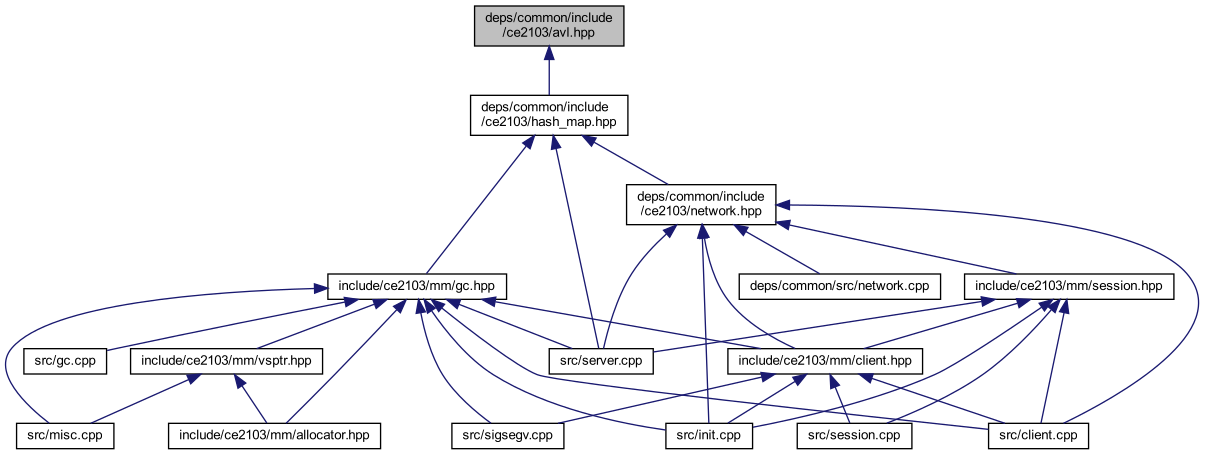 deps/common/include
/ce2103/avl.hpp
deps/common/include
/ce2103/hash_map.hpp
deps/common/include
/ce2103/network.hpp
include/ce2103/mm/gc.hpp
deps/common/src/network.cpp
include/ce2103/mm/session.hpp
src/gc.cpp
include/ce2103/mm/vsptr.hpp
src/server.cpp
include/ce2103/mm/client.hpp
src/misc.cpp
include/ce2103/mm/allocator.hpp
src/sigsegv.cpp
src/init.cpp
src/session.cpp
src/client.cpp